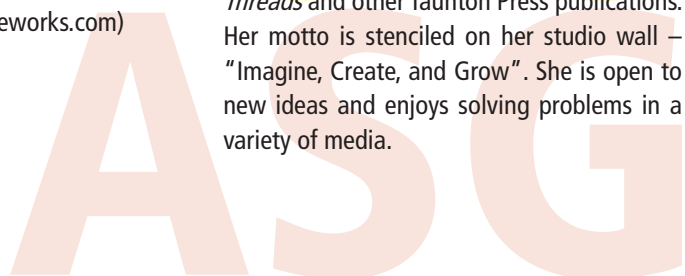 eworks.com)
Threads and other Taunton Press publications.
Her motto is stenciled on her studio wall –
“Imagine, Create, and Grow”. She is open to
new ideas and enjoys solving problems in a
variety of media.
ASG